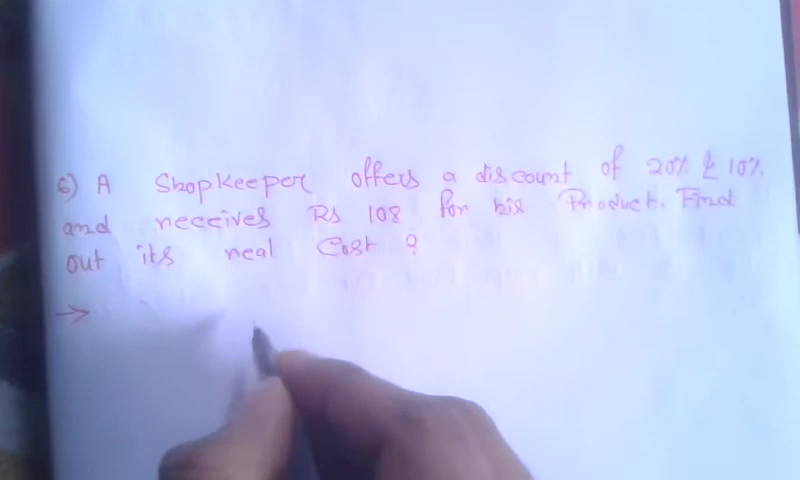 6) A Shopkeeper offers a discount of 20% & 10%.
and receives Rs 108 for his Product. Find
out its real Cost ?
→